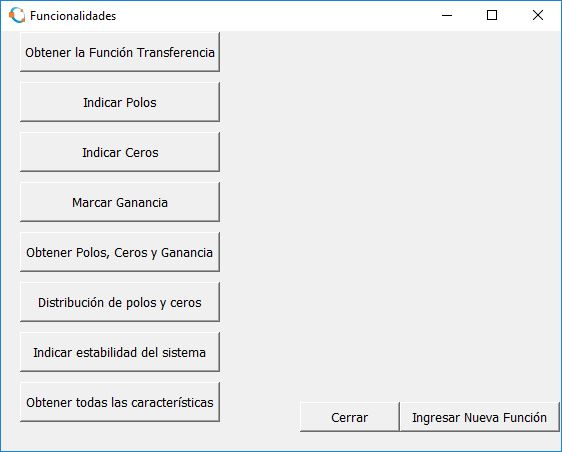 Funcionalidades
Obtener la Función Transferencia
Indicar Polos
Indicar Ceros
Marcar Ganancia
Obtener Polos, Ceros y Ganancia
Distribución de polos y ceros
Indicar estabilidad del sistema
Obtener todas las características
Cerrar
Ingresar Nueva Función